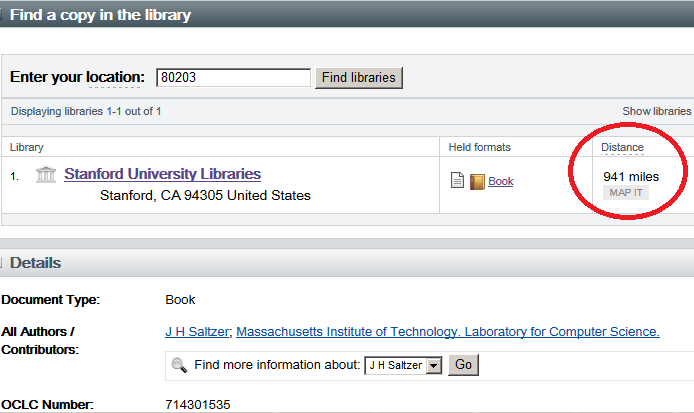 Find a copy in the library
Enter your location: 80203 Find libraries
Displaying libraries 1-1 out of 1 Show libraries
Library Held formats Distance
1. Stanford University Libraries Book 941 miles
Stanford, CA 94305 United States MAP IT
Details
Document Type: Book
All Authors / J H Saltzer; Massachusetts Institute of Technology. Laboratory for Computer Science.
Contributors:
Find more information about: J H Saltzer Go
OCLC Number: 714301535